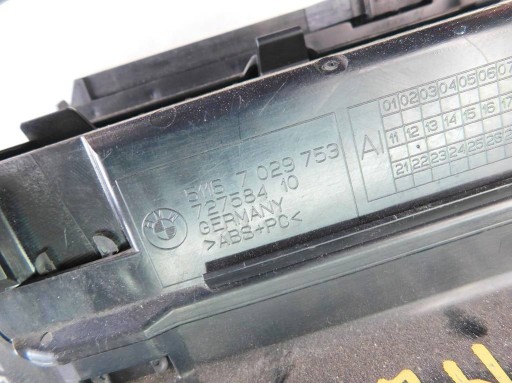 5116 7 029 753
727584 10
GERMANY
>ABS+PC<
AI
01 02 03 04 05 06 07
11 12 13 14 15 16 17
21 22 23 24 25 26